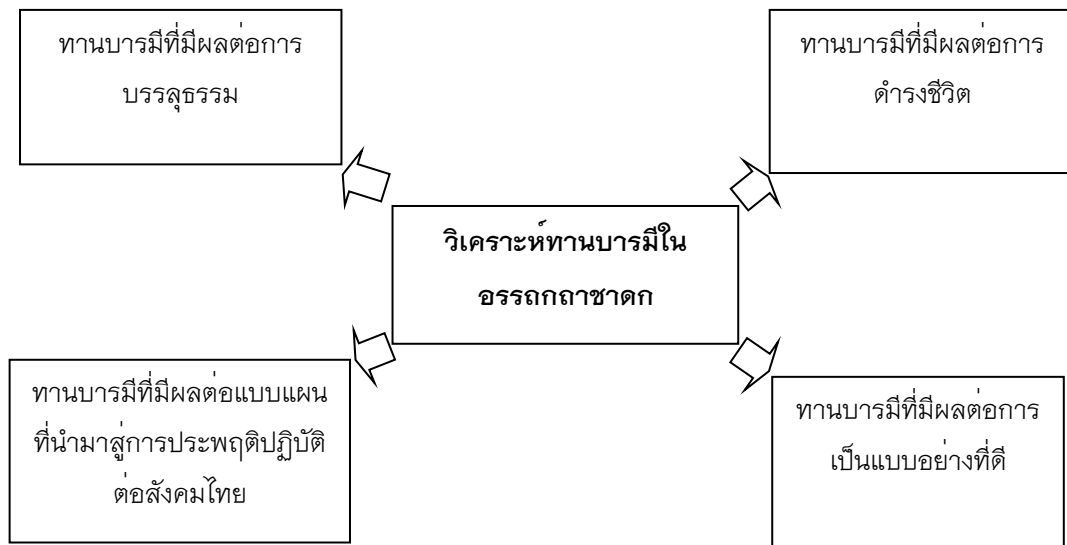 ทานบารมีที่มีผลต่อการ
บรรลุธรรม
ทานบารมีที่มีผลต่อการ
ดำรงชีวิต
วิเคราะห์ทานบารมีใน
อรรถกถาชาดก
ทานบารมีที่มีผลต่อแบบแผน
ที่นำมาสู่การประพฤติปฏิบัติ
ต่อสังคมไทย
ทานบารมีที่มีผลต่อการ
เป็นแบบอย่างที่ดี